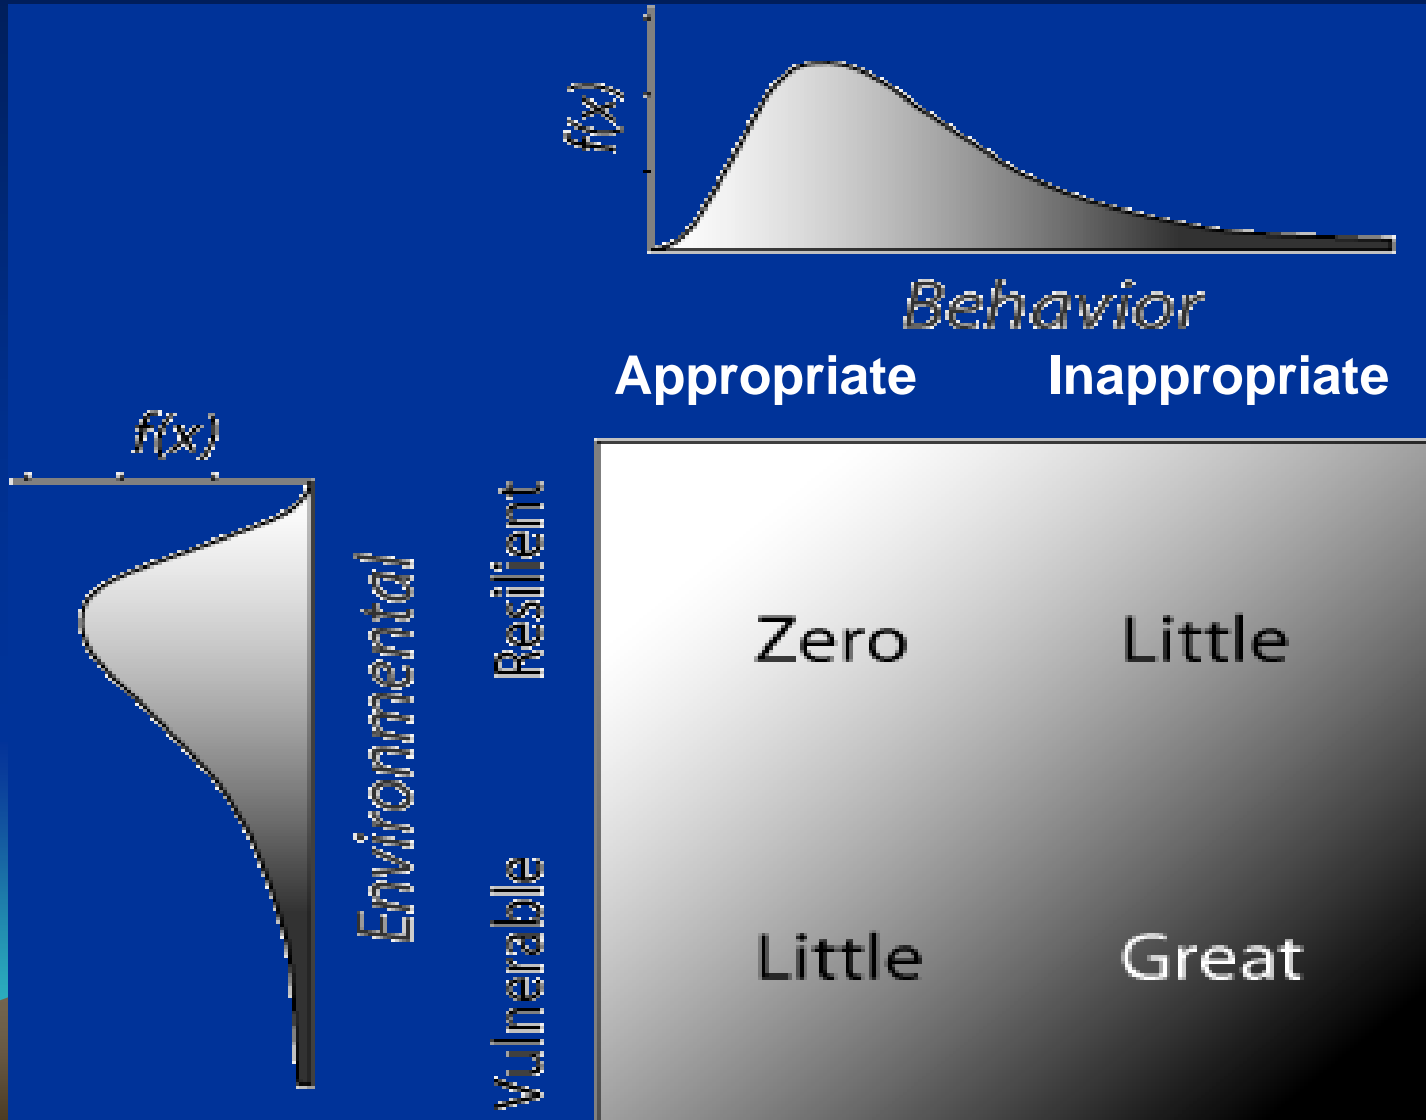 f(x)
Behavior
Appropriate Inappropriate
f(x)
Environmental
Resilient
Zero Little
Vulnerable
Little Great